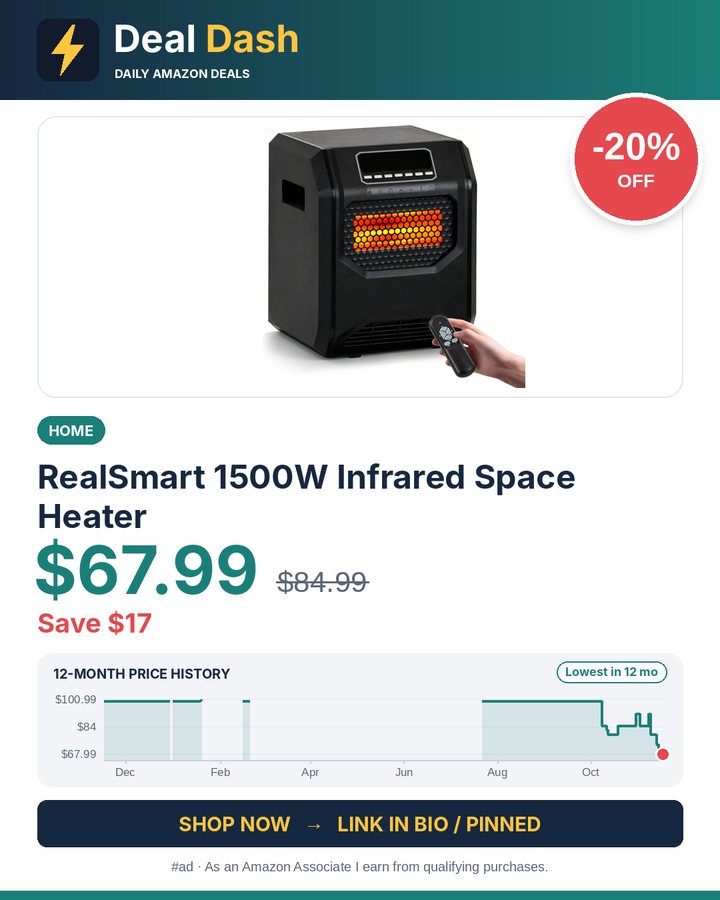 Deal Dash
DAILY AMAZON DEALS
-20%
OFF
HOME
RealSmart 1500W Infrared Space
Heater
$67.99 $84.99
Save $17
12-MONTH PRICE HISTORY
Lowest in 12 mo
$100.99
$84
$67.99
Dec Feb Apr Jun Aug Oct
SHOP NOW → LINK IN BIO / PINNED
#ad · As an Amazon Associate I earn from qualifying purchases.